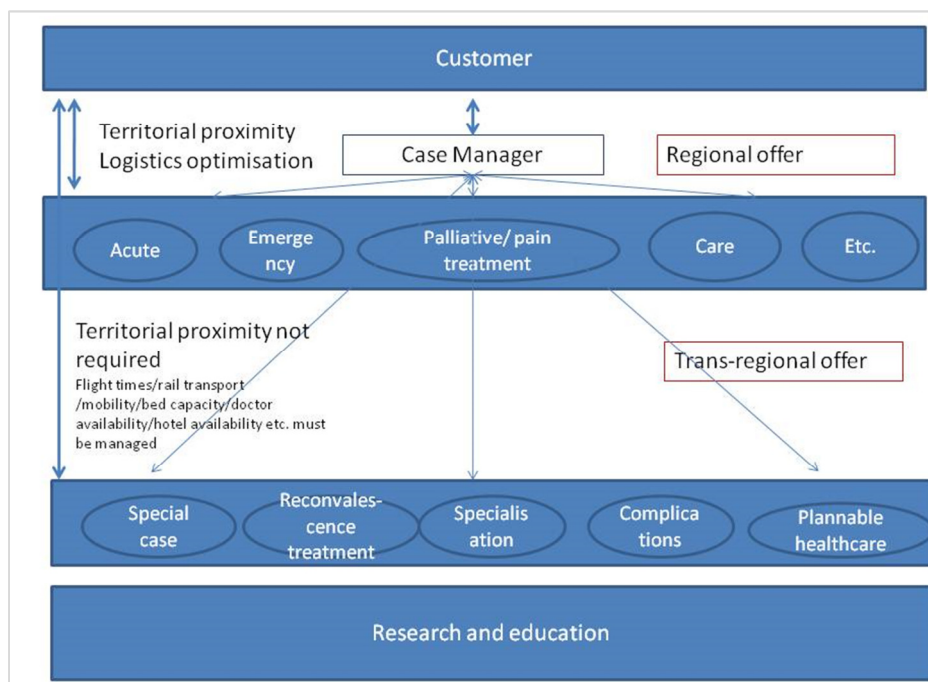 Customer
Territorial proximity
Logistics optimisation
Case Manager
Regional offer
Acute
Emerge
ncy
Palliative/ pain
treatment
Care
Etc.
Territorial proximity not
required
Flight times/rail transport
/mobility/bed capacity/doctor
availability/hotel availability etc. must
be managed
Trans-regional offer
Special
case
Reconvales-
cence
treatment
Specialis
ation
Complica
tions
Plannable
healthcare
Research and education